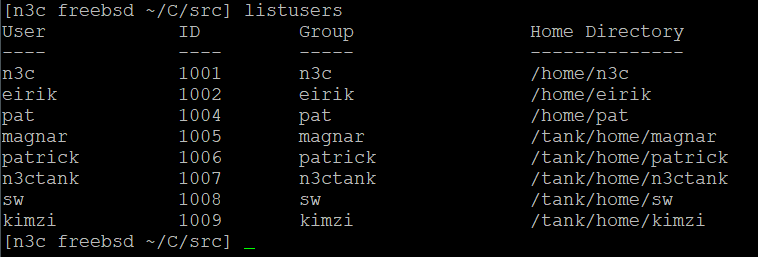 [n3c freebsd ~/C/src] listusers
User ID Group Home Directory
---- ---- ----- --------------
n3c 1001 n3c /home/n3c
eirik 1002 eirik /home/eirik
pat 1004 pat /home/pat
magnar 1005 magnar /tank/home/magnar
patrick 1006 patrick /tank/home/patrick
n3ctank 1007 n3ctank /tank/home/n3ctank
sw 1008 sw /tank/home/sw
kimzi 1009 kimzi /tank/home/kimzi
[n3c freebsd ~/C/src] _